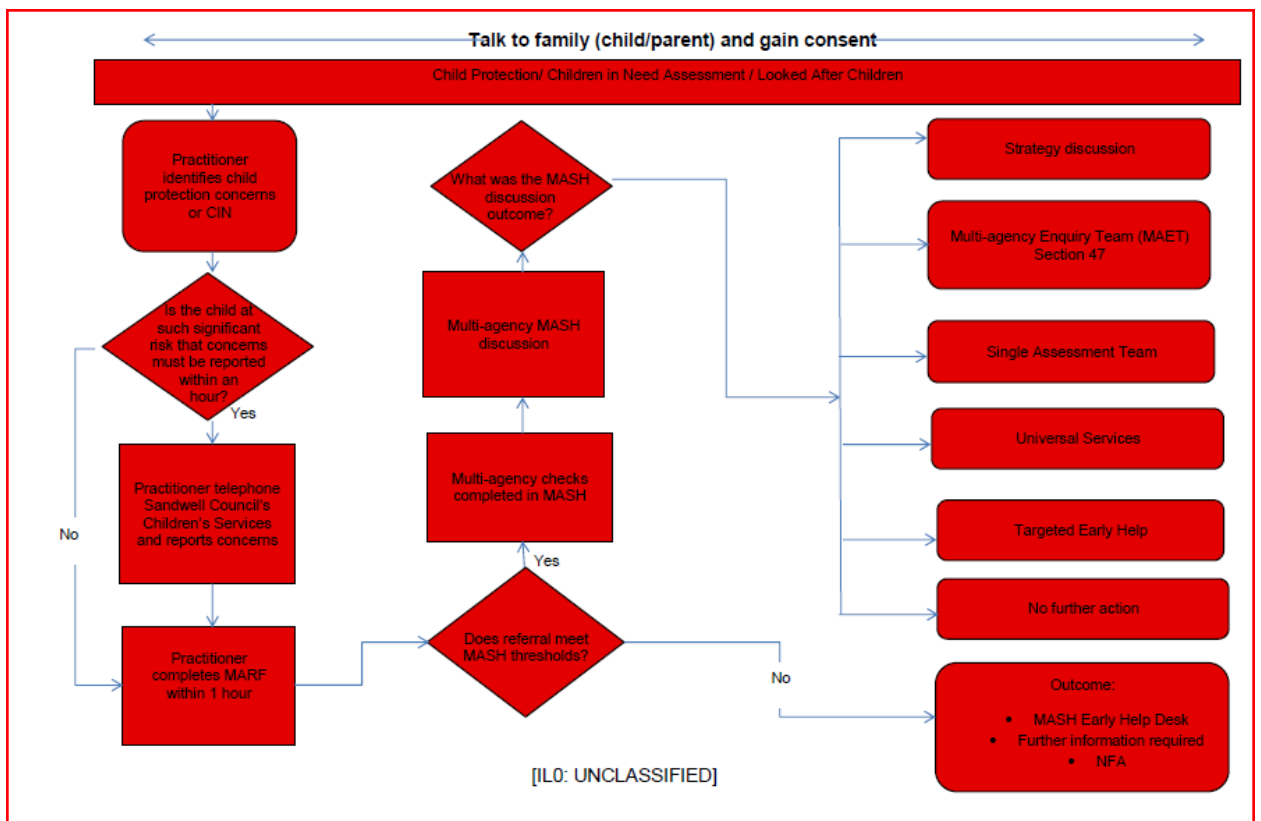 Talk to family (child/parent) and gain consent
Child Protection/ Children in Need Assessment / Looked After Children
Practitioner
identifies child
protection concerns
or CIN
Is the child at
such significant
risk that concerns
must be reported
within an
hour?
Yes
No
Practitioner telephone
Sandwell Council's
Children's Services
and reports concerns
Practitioner
completes MARF
within 1 hour
What was the MASH
discussion
outcome?
Multi-agency MASH
discussion
Multi-agency checks
completed in MASH
Yes
Does referral meet
MASH thresholds?
No
Strategy discussion
Multi-agency Enquiry Team (MAET)
Section 47
Single Assessment Team
Universal Services
Targeted Early Help
No further action
Outcome:
• MASH Early Help Desk
• Further information required
• NFA
[IL0: UNCLASSIFIED]